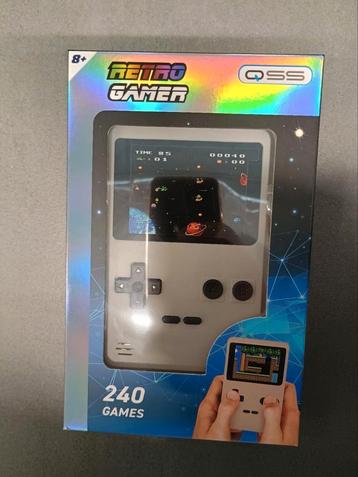 8+
RETRO
GAMER
QSS
TIME 85 00040
01 :00
240
GAMES